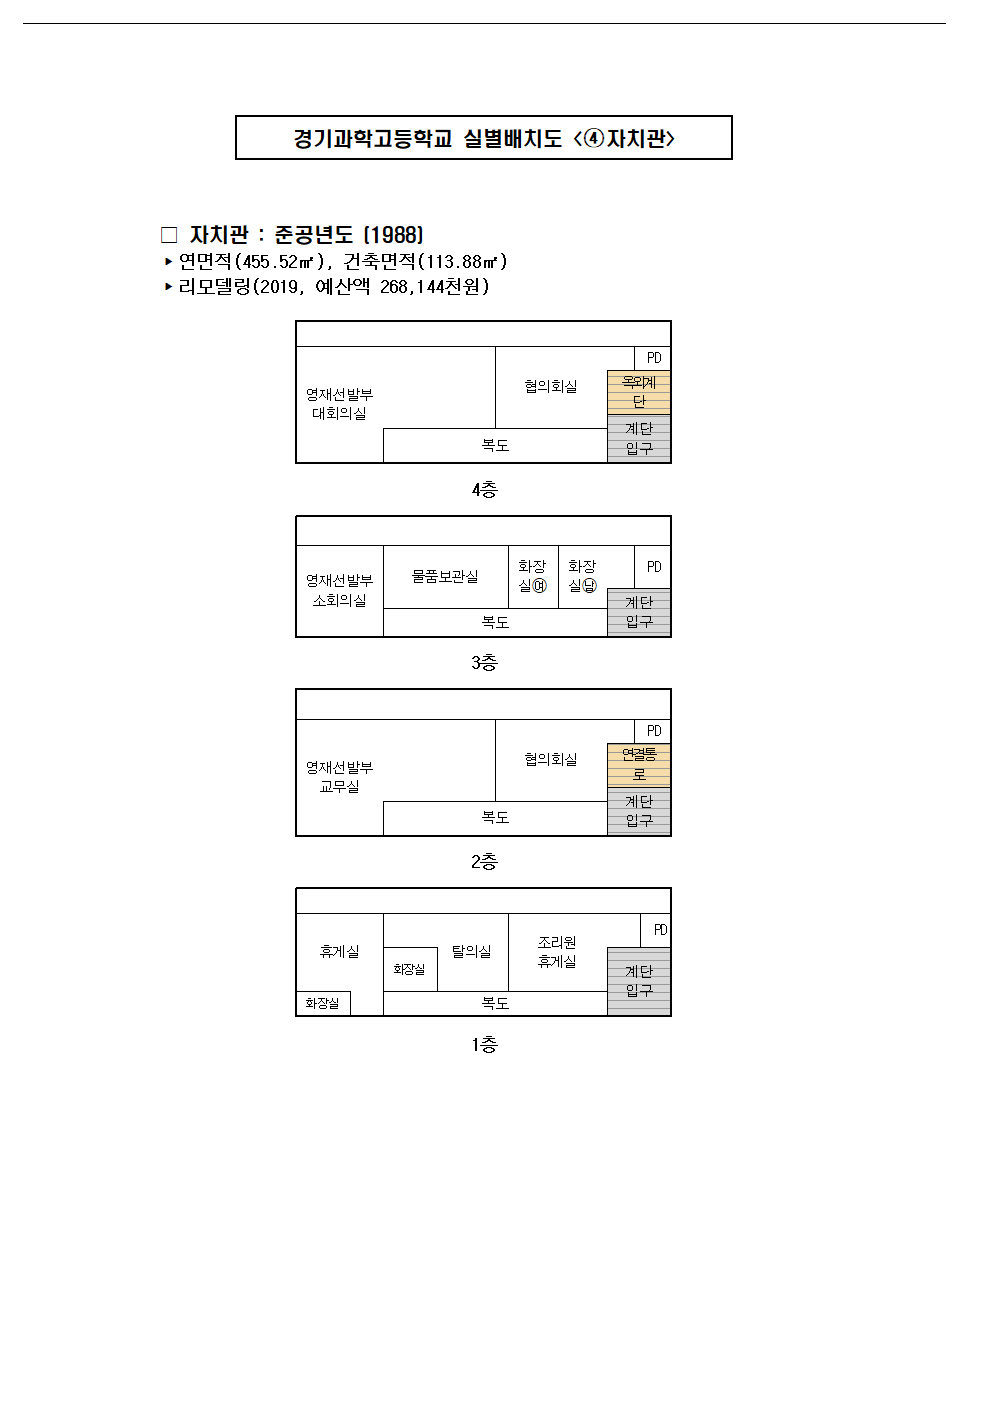 경기과학고등학교 실별배치도 <④자치관>
□ 자치관 : 준공년도 (1988)
▸연면적(455.52㎡), 건축면적(113.88㎡)
▸리모델링(2019, 예산액 268,144천원)
PD
영재선발부
대회의실
협의회실
옥외계
단
계단
입구
복도
4층
영재선발부
소회의실
물품보관실
화장
실㉠여
화장
실㉠남
PD
계단
입구
복도
3층
PD
영재선발부
교무실
협의회실
연결통
로
계단
입구
복도
2층
휴게실
화장실
화장실
탈의실
조리원
휴게실
PD
계단
입구
복도
1층